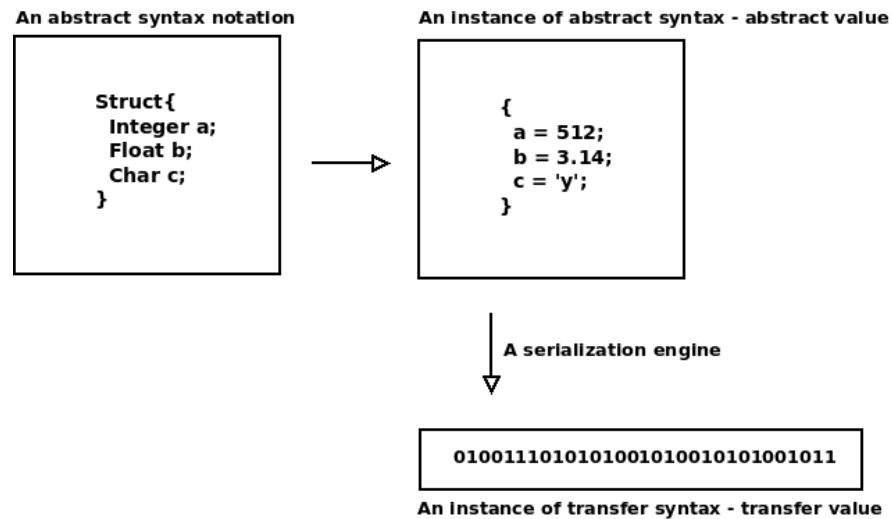 An abstract syntax notation
An instance of abstract syntax - abstract value
Struct{
Integer a;
Float b;
Char c;
}
{
a = 512;
b = 3.14;
c = 'y';
}
A serialization engine
0100111010101001010010101001011
An instance of transfer syntax - transfer value